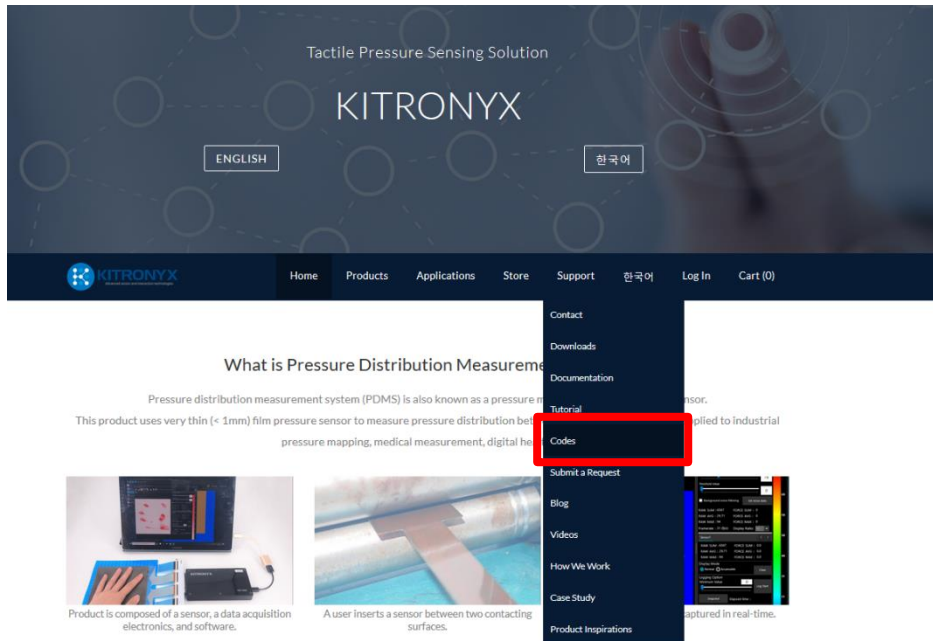 Tactile Pressure Sensing Solution
KITRONYX
ENGLISH
한국어
KITRONYX
Home Products Applications Store Support 한국어 Log In Cart (0)
Contact
Downloads
Documentation
Tutorial
Codes
Submit a Request
Blog
Videos
How We Work
Case Study
Product Inspirations
What is Pressure Distribution Measureme
Pressure distribution measurement system (PDMS) is also known as a pressure m nsor.
This product uses very thin (< 1mm) film pressure sensor to measure pressure distribution bet pplied to industrial
pressure mapping, medical measurement, digital hea
Product is composed of a sensor, a data acquisition
electronics, and software.
A user inserts a sensor between two contacting
surfaces.
captured in real-time.